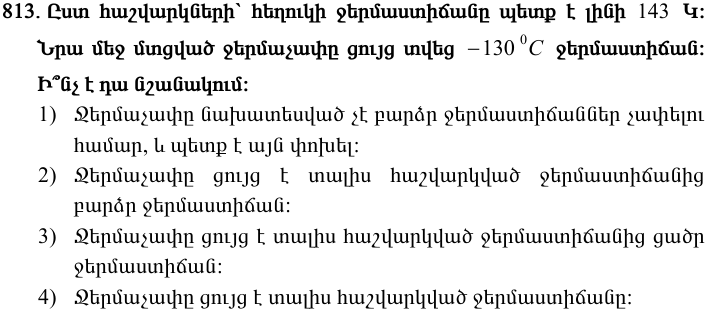 813. Ըստ հաշվարկների՝ հեղուկի ջերմաստիճանը պետք է լինի 143 Կ:
Նրա մեջ մտցված ջերմաչափը ցույց տվեց −130 ⁰C ջերմաստիճան:
Ի՞նչ է դա նշանակում:
1) Ջերմաչափը նախատեսված չէ բարձր ջերմաստիճաններ չափելու
համար, և պետք է այն փոխել:
2) Ջերմաչափը ցույց է տալիս հաշվարկված ջերմաստիճանից
բարձր ջերմաստիճան:
3) Ջերմաչափը ցույց է տալիս հաշվարկված ջերմաստիճանից ցածր
ջերմաստիճան:
4) Ջերմաչափը ցույց է տալիս հաշվարկված ջերմաստիճանը: